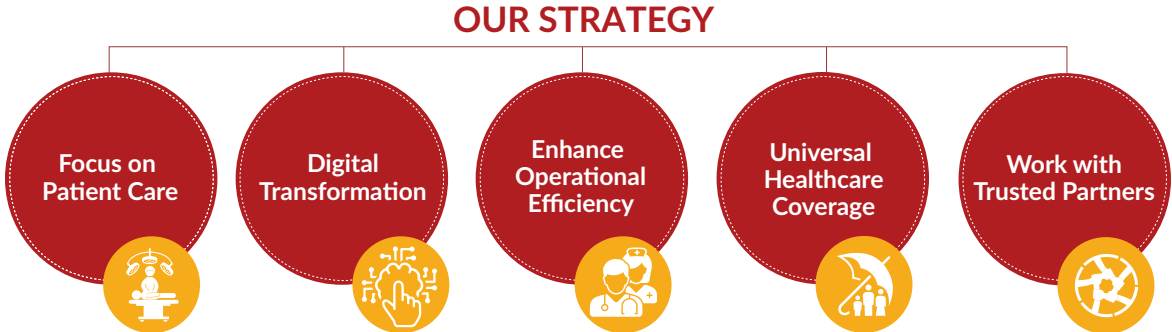 OUR STRATEGY
Focus on
Patient Care
Digital
Transformation
Enhance
Operational
Efficiency
Universal
Healthcare
Coverage
Work with
Trusted Partners